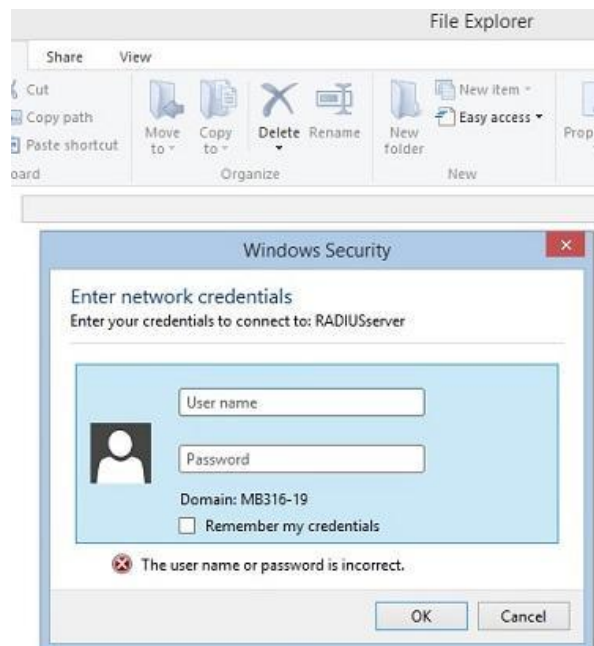 File Explorer
Share View
Cut
Copy path
Paste shortcut
Move to
Copy to
Delete
Rename
New folder
New item
Easy access
Organize
New
Windows Security
Enter network credentials
Enter your credentials to connect to: RADIUSserver
User name
Password
Domain: MB316-19
Remember my credentials
The user name or password is incorrect.
OK Cancel